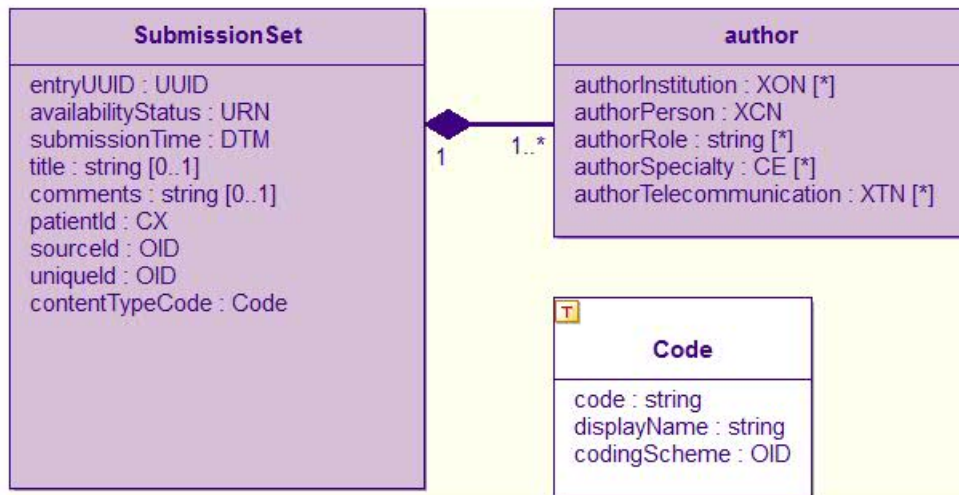 SubmissionSet
entryUUID : UUID
availabilityStatus : URN
submissionTime : DTM
title : string [0..1]
comments : string [0..1]
patientId : CX
sourceId : OID
uniqueId : OID
contentTypeCode : Code
1
1..*
author
authorInstitution : XON [*]
authorPerson : XCN
authorRole : string [*]
authorSpecialty : CE [*]
authorTelecommunication : XTN [*]
T
Code
code : string
displayName : string
codingScheme : OID